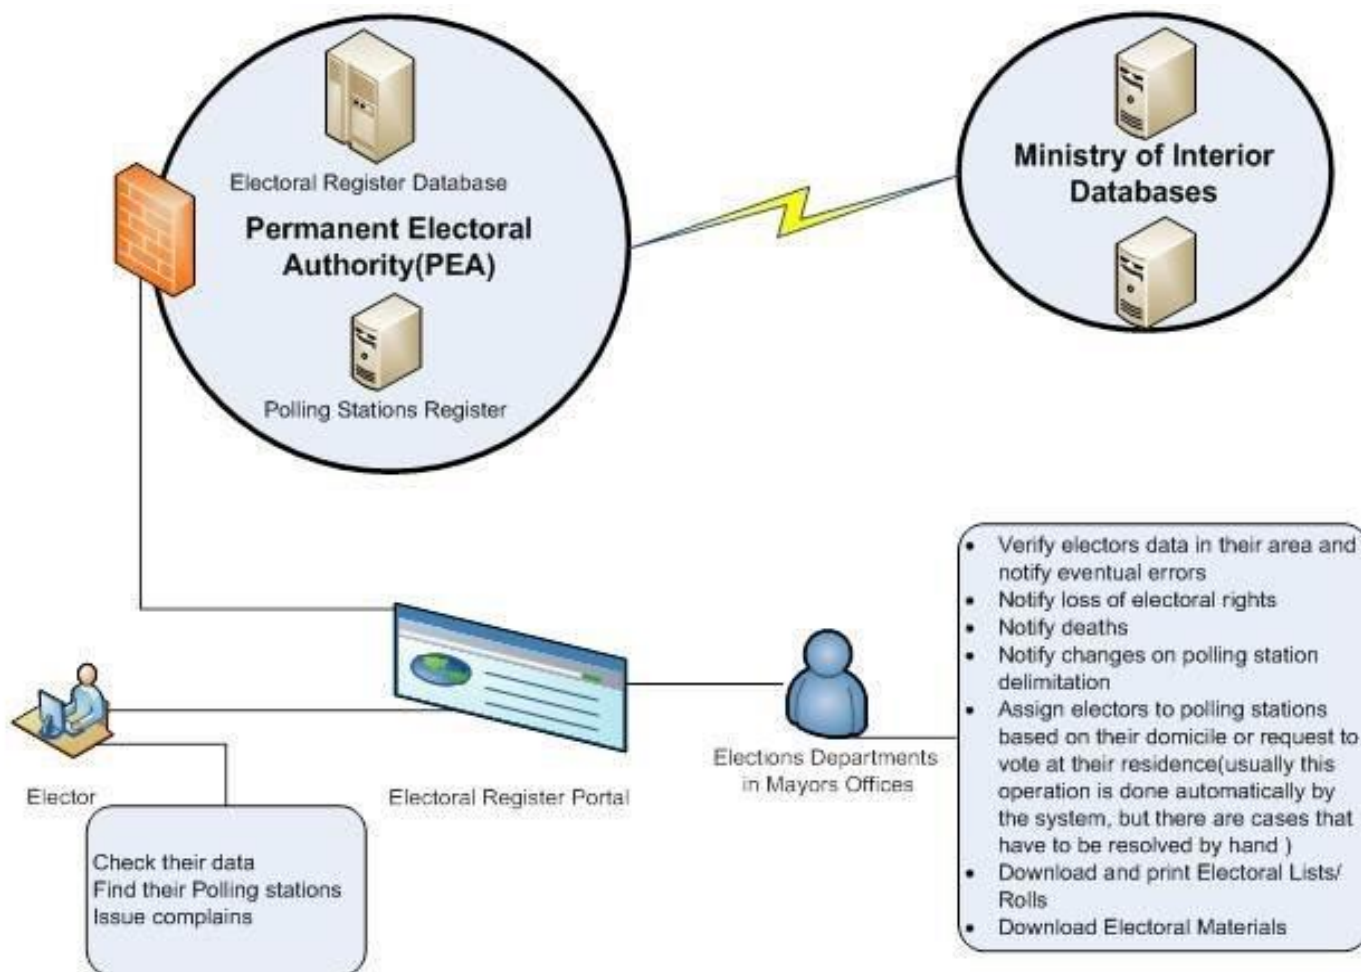 Electoral Register Database
Permanent Electoral
Authority(PEA)
Polling Stations Register
Ministry of Interior
Databases
Elector
Check their data
Find their Polling stations
Issue complains
Electoral Register Portal
Elections Departments
in Mayors Offices
• Verify electors data in their area and
notify eventual errors
• Notify loss of electoral rights
• Notify deaths
• Notify changes on polling station
delimitation
• Assign electors to polling stations
based on their domicile or request to
vote at their residence(usually this
operation is done automatically by
the system, but there are cases that
have to be resolved by hand )
• Download and print Electoral Lists/
Rolls
• Download Electoral Materials